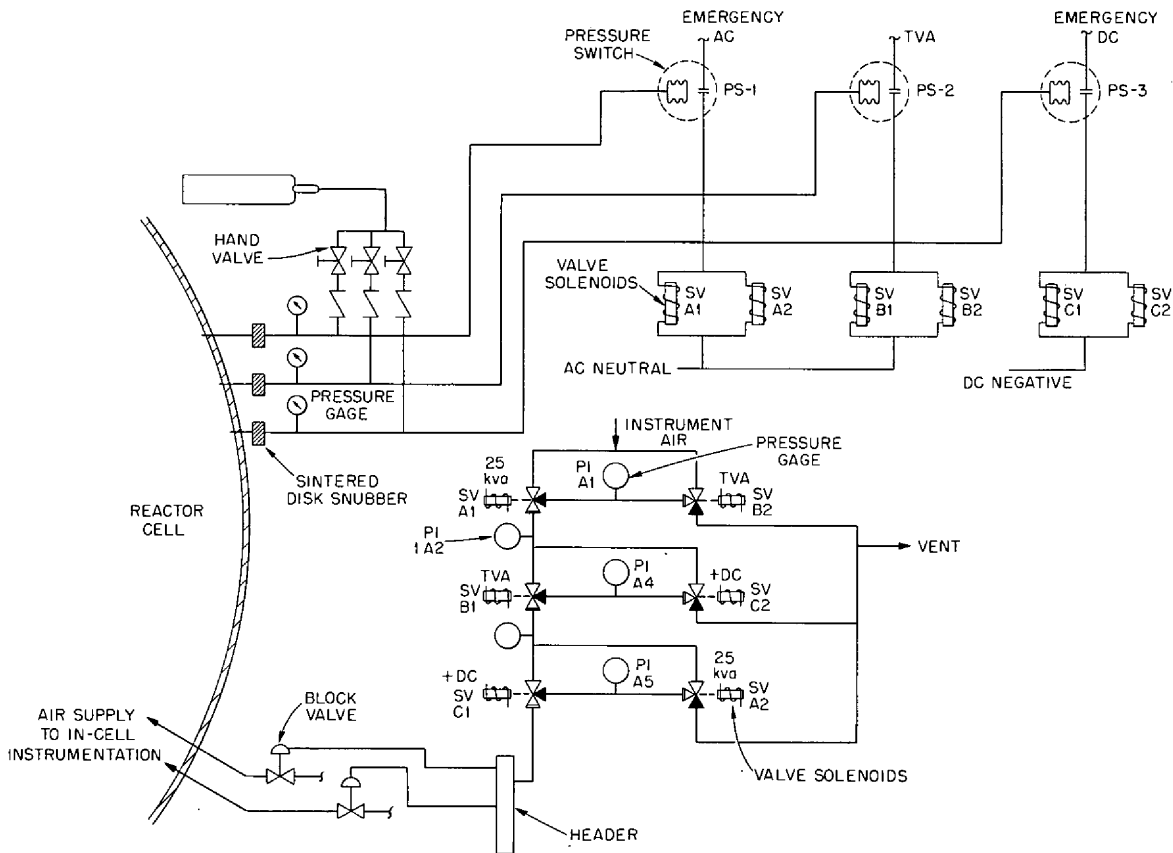 EMERGENCY
AC
TVA
EMERGENCY
DC
PRESSURE
SWITCH
PS-1
PS-2
PS-3
HAND
VALVE
VALVE
SOLENOIDS
SV
A1
SV
A2
SV
B1
SV
B2
SV
C1
SV
C2
AC NEUTRAL
DC NEGATIVE
PRESSURE
GAGE
SINTERED
DISK SNUBBER
REACTOR
CELL
INSTRUMENT
AIR
PRESSURE
GAGE
25
kva
SV
A1
PI
A1
TVA
SV
B2
PI
1A2
VENT
TVA
SV
B1
PI
A4
+DC
SV
C2
+DC
SV
C1
PI
A5
25
kva
SV
A2
BLOCK
VALVE
AIR SUPPLY
TO IN-CELL
INSTRUMENTATION
VALVE SOLENOIDS
HEADER